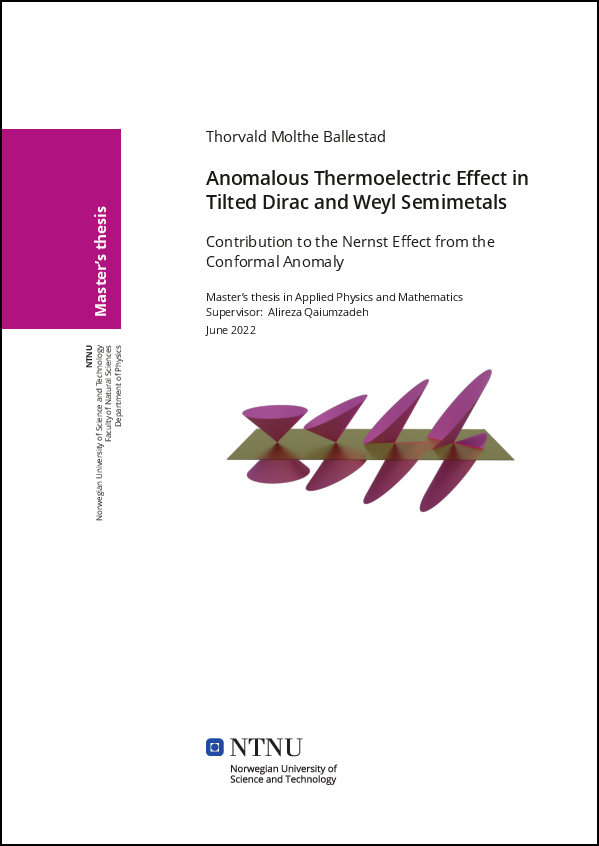 Thorvald Molthe Ballestad
Anomalous Thermoelectric Effect in
Tilted Dirac and Weyl Semimetals
Contribution to the Nernst Effect from the
Conformal Anomaly
Master's thesis in Applied Physics and Mathematics
Supervisor: Alireza Qaiumzadeh
June 2022
Master's thesis
NTNU
Norwegian University of Science and Technology
Faculty of Natural Sciences
Department of Physics
NTNU
Norwegian University of
Science and Technology